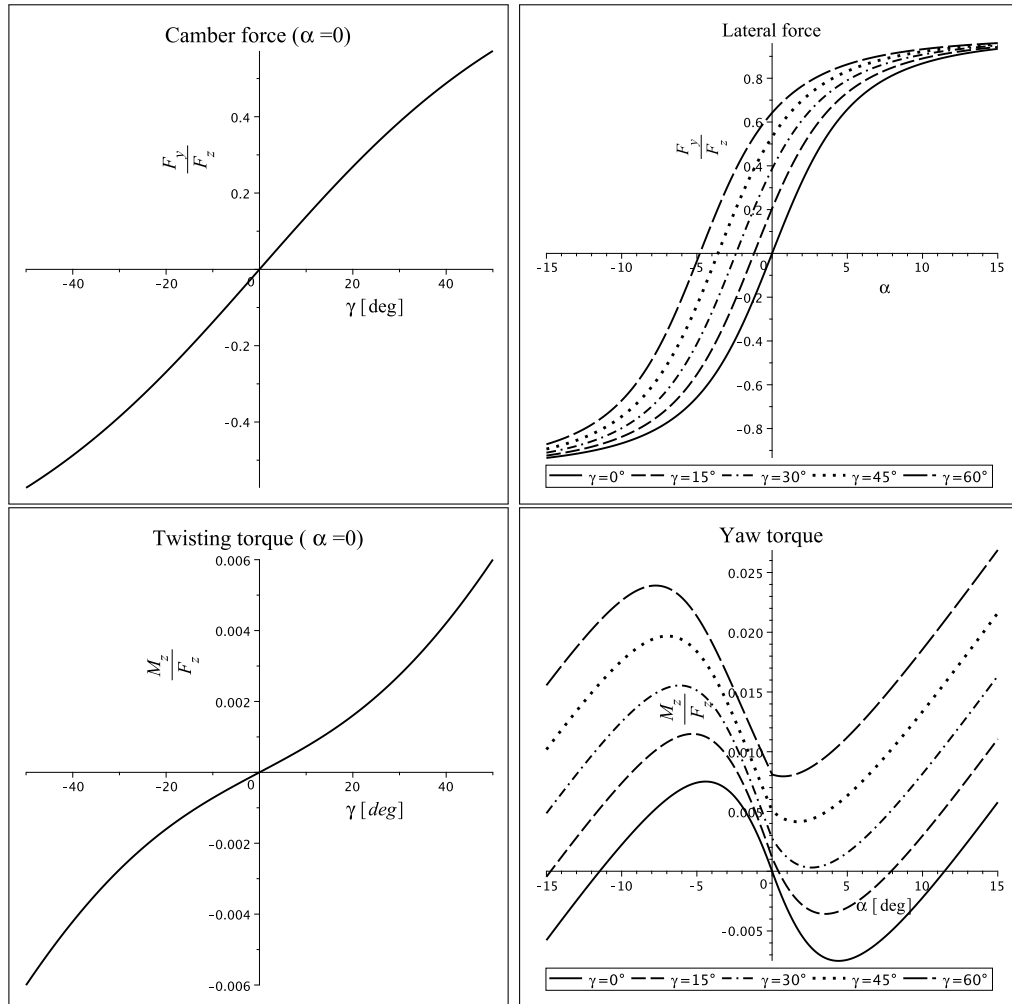 Camber force (α =0)
0.4
F_y
F_z
0.2
-40 -20 0 20 40
γ [deg]
-0.2
-0.4
Lateral force
0.8
F_y
F_z
0.6
0.4
0.2
-15 -10 -5 0 5 10 15
α
-0.2
-0.4
-0.6
-0.8
γ=0° γ=15° γ=30° γ=45° γ=60°
Twisting torque ( α =0)
0.006
0.004
M_z
F_z
0.002
-40 -20 0 20 40
γ [deg]
-0.002
-0.004
-0.006
Yaw torque
0.025
0.020
0.015
M_z
F_z
0.010
0.005
-15 -10 -5 0 5 10 15
α [deg]
-0.005
γ=0° γ=15° γ=30° γ=45° γ=60°